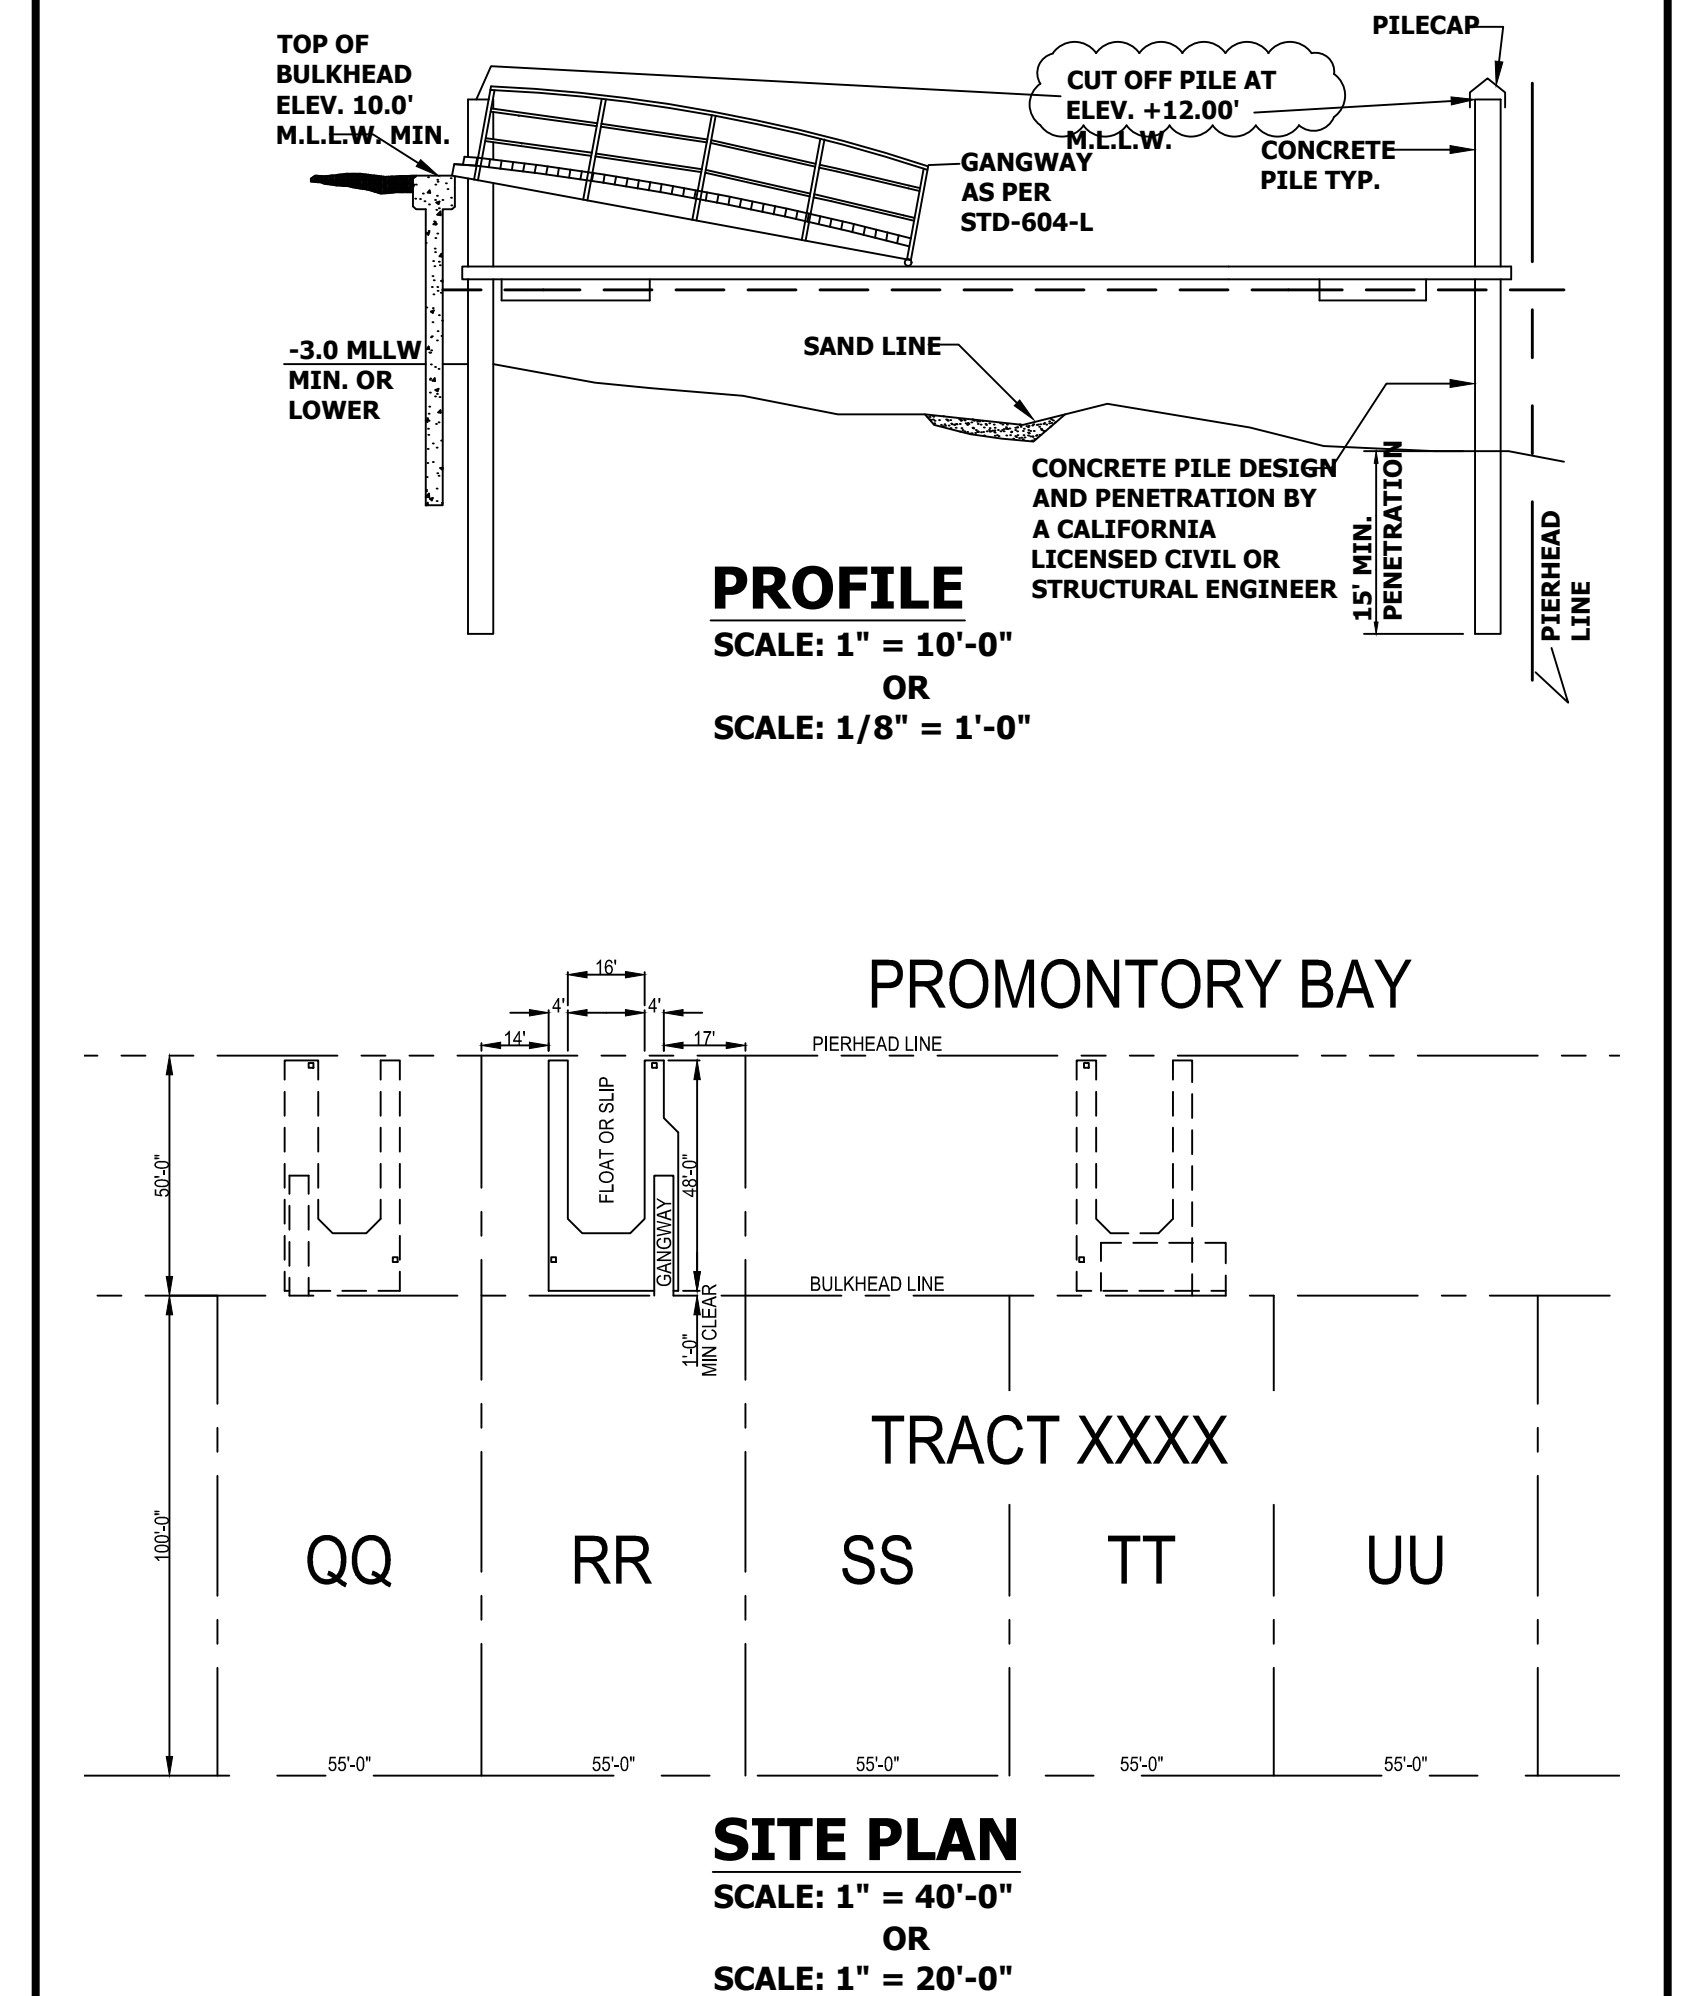 PILECAP
TOP OF
BULKHEAD
ELEV. 10.0'
M.L.L.W. MIN.
CUT OFF PILE AT
ELEV. +12.00'
M.L.L.W.
CONCRETE
PILE TYP.
GANGWAY
AS PER
STD-604-L
-3.0 MLLW
MIN. OR
LOWER
SAND LINE
CONCRETE PILE DESIGN
AND PENETRATION BY
A CALIFORNIA
LICENSED CIVIL OR
STRUCTURAL ENGINEER
15' MIN.
PENETRATION
PIERHEAD
LINE
PROFILE
SCALE: 1" = 10'-0"
OR
SCALE: 1/8" = 1'-0"
PROMONTORY BAY
16'
4'
4'
14'
17'
PIERHEAD LINE
50'-0"
FLOAT OR SLIP
GANGWAY
48'-0"
BULKHEAD LINE
1'-0"
MIN CLEAR
TRACT XXXX
100'-0"
QQ
RR
SS
TT
UU
55'-0"
55'-0"
55'-0"
55'-0"
55'-0"
SITE PLAN
SCALE: 1" = 40'-0"
OR
SCALE: 1" = 20'-0"